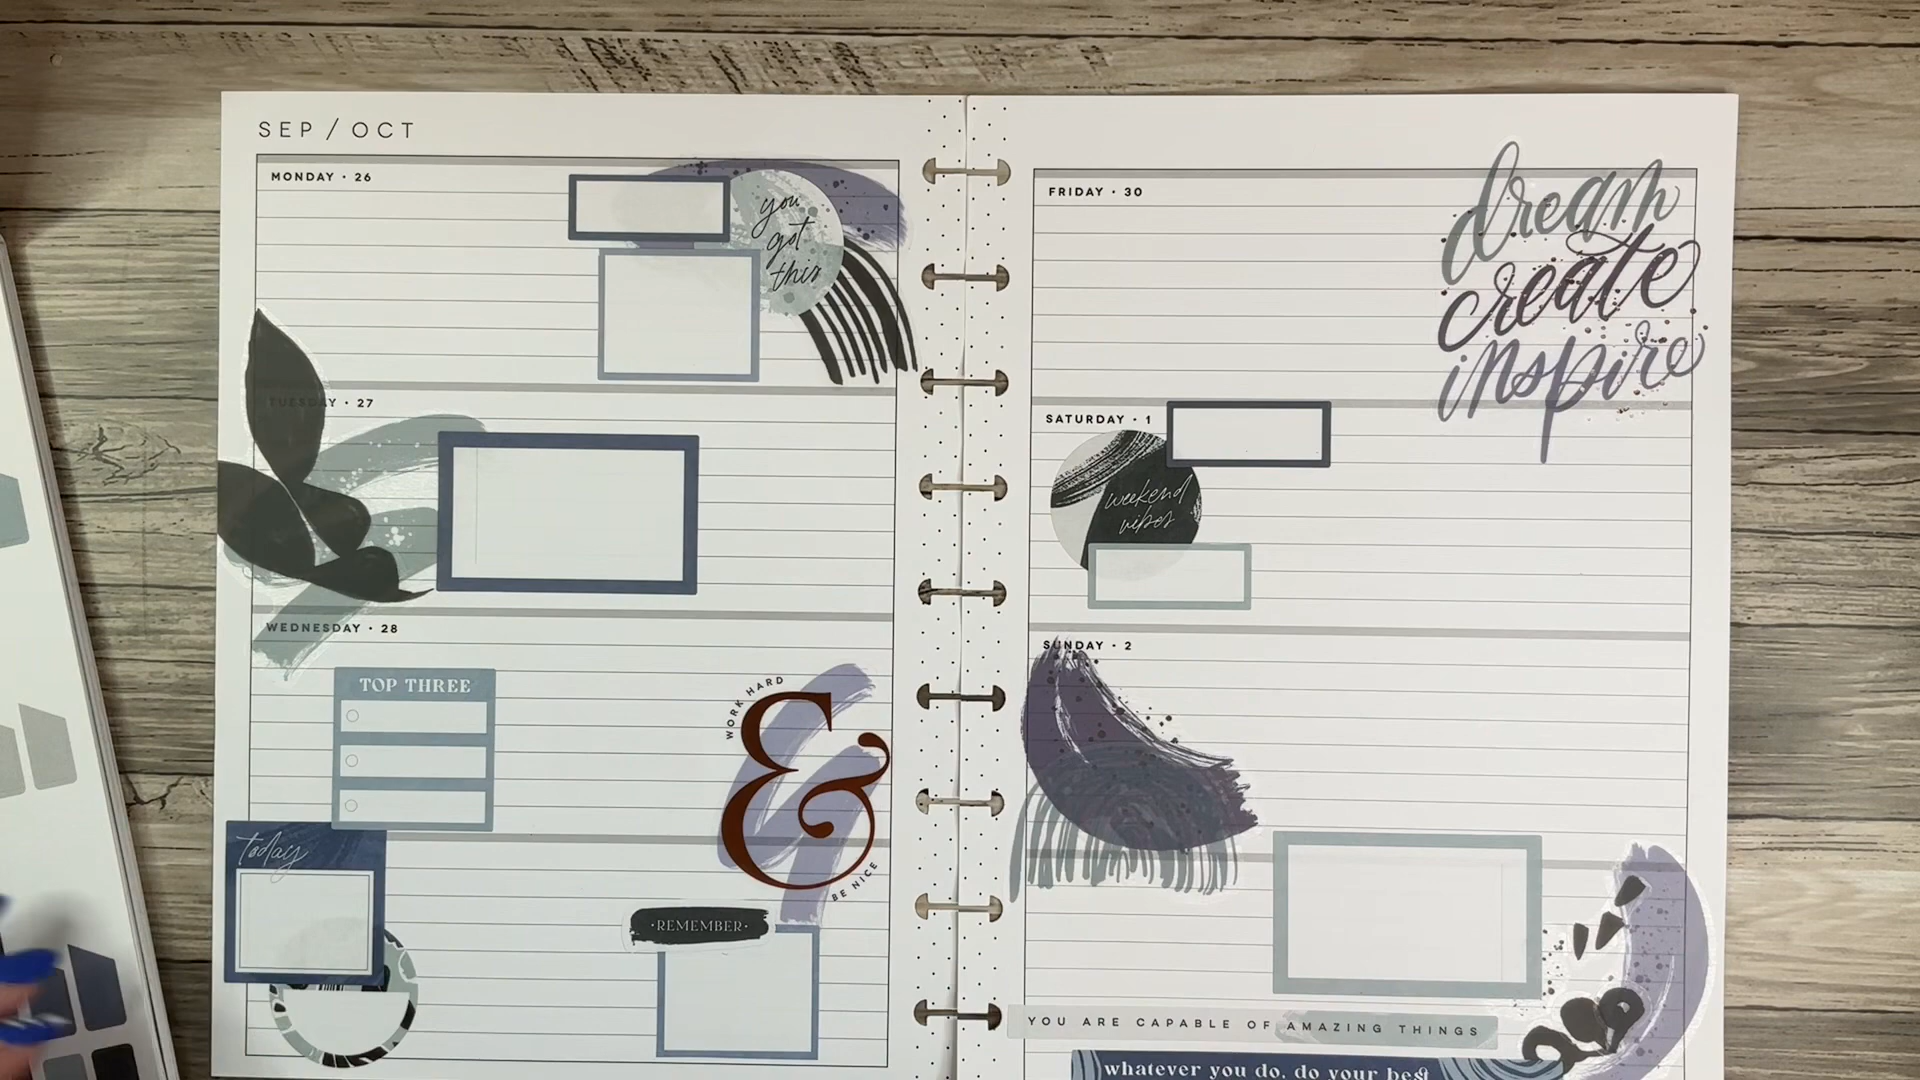 SEP / OCT
MONDAY • 26
you
got
this
TUESDAY • 27
WEDNESDAY • 28
TOP THREE
WORK HARD
&
BE NICE
today
•REMEMBER•
FRIDAY • 30
dream
create
inspire
SATURDAY • 1
weekend
vibes
SUNDAY • 2
YOU ARE CAPABLE OF AMAZING THINGS
whatever you do, do your best